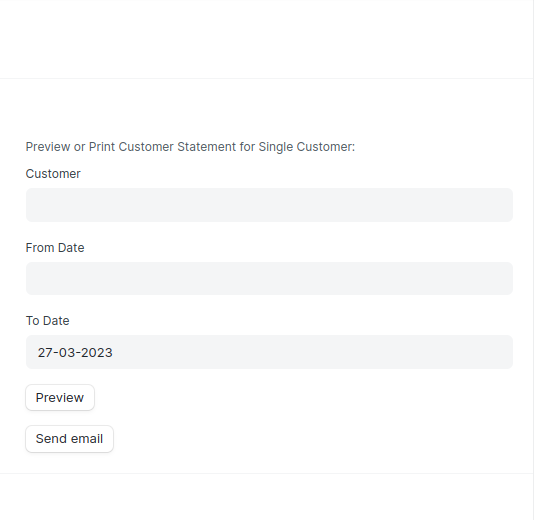 Preview or Print Customer Statement for Single Customer:
Customer
From Date
To Date
27-03-2023
Preview
Send email